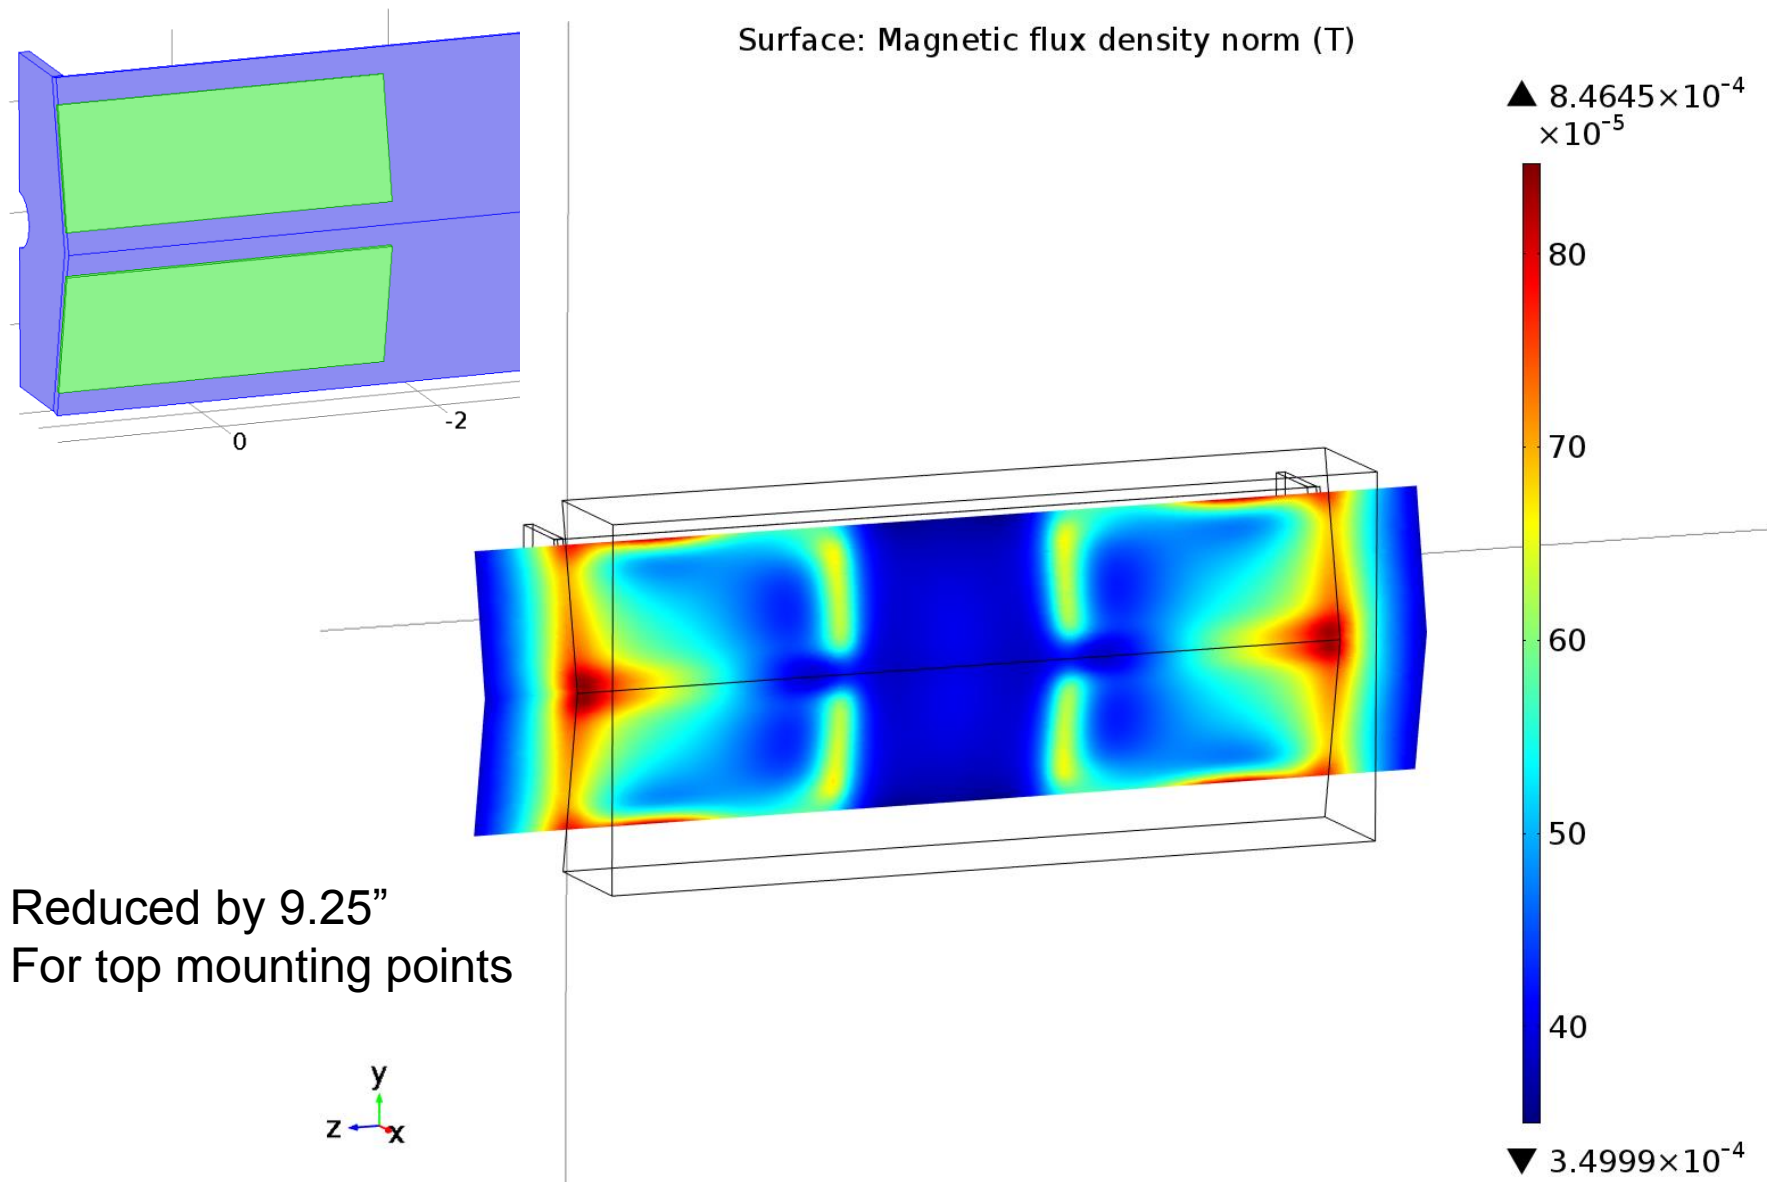 Surface: Magnetic flux density norm (T)
▲ 8.4645×10⁻⁴
×10⁻⁵
80
70
60
50
40
▼ 3.4999×10⁻⁴
0
-2
Reduced by 9.25”
For top mounting points
y
z
x